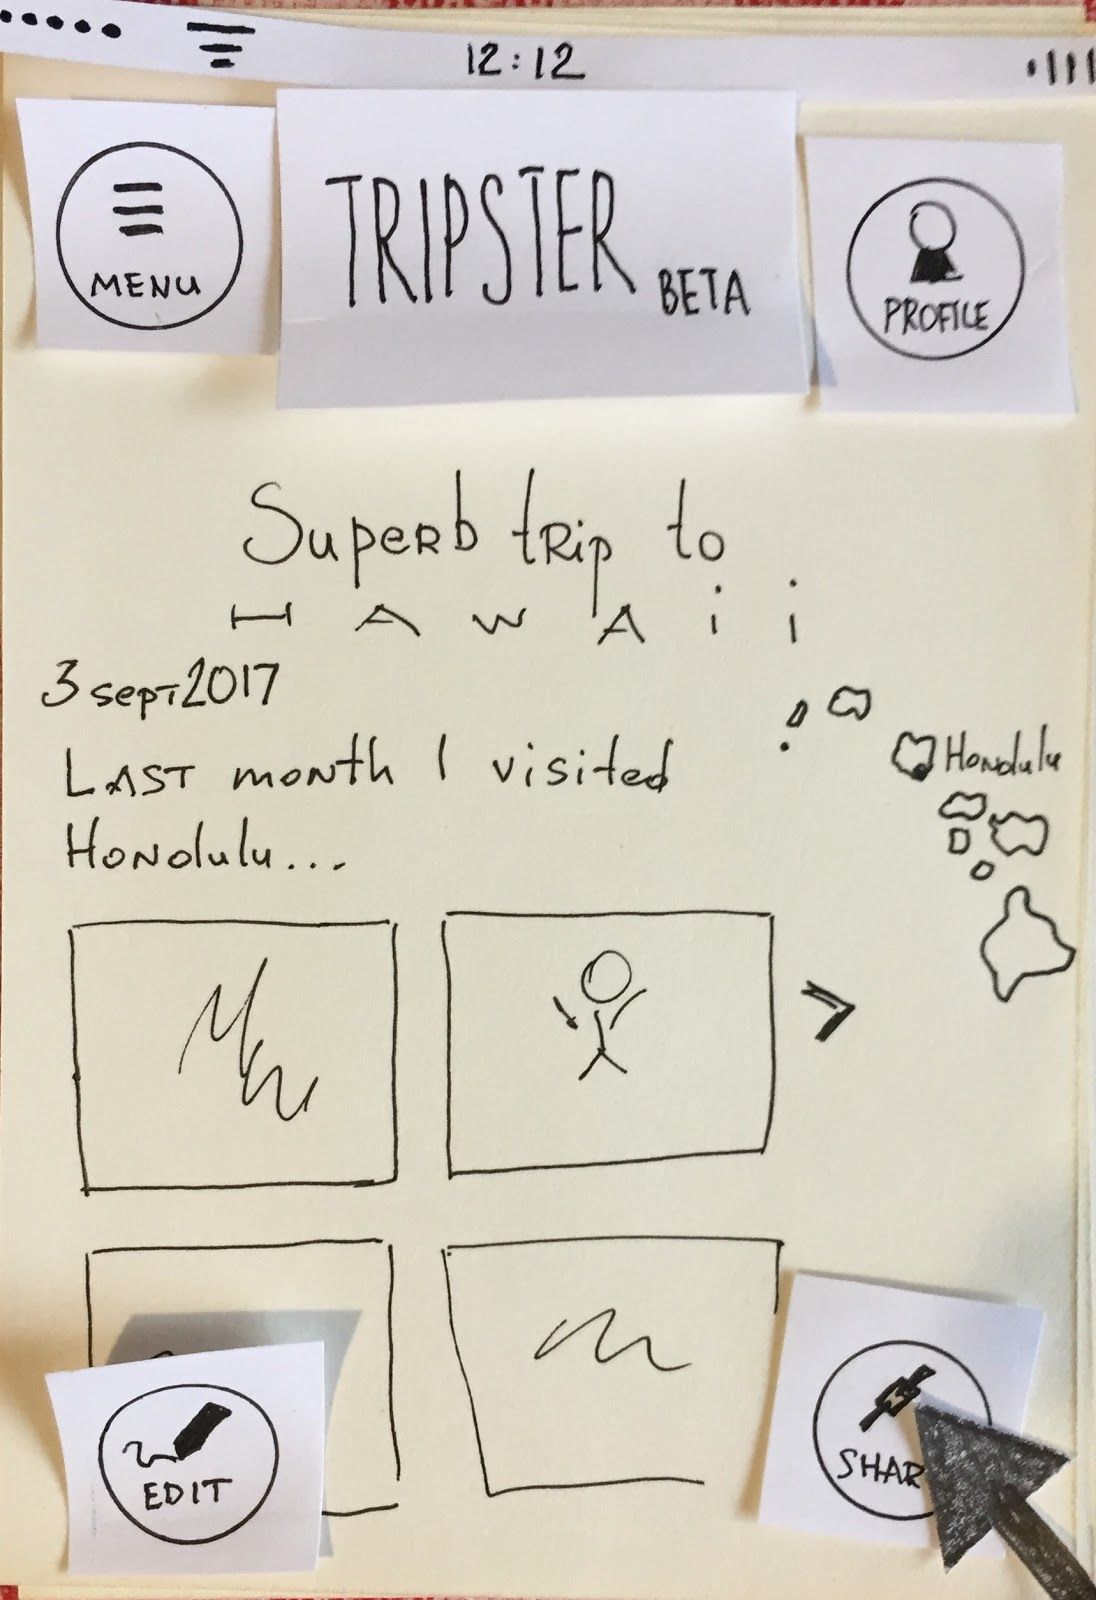 12:12
MENU
TRIPSTER BETA
PROFILE
Superb trip to
HAWAii
3 sept 2017
LAST month I visited
Honolulu...
Honolulu
EDIT
SHAR